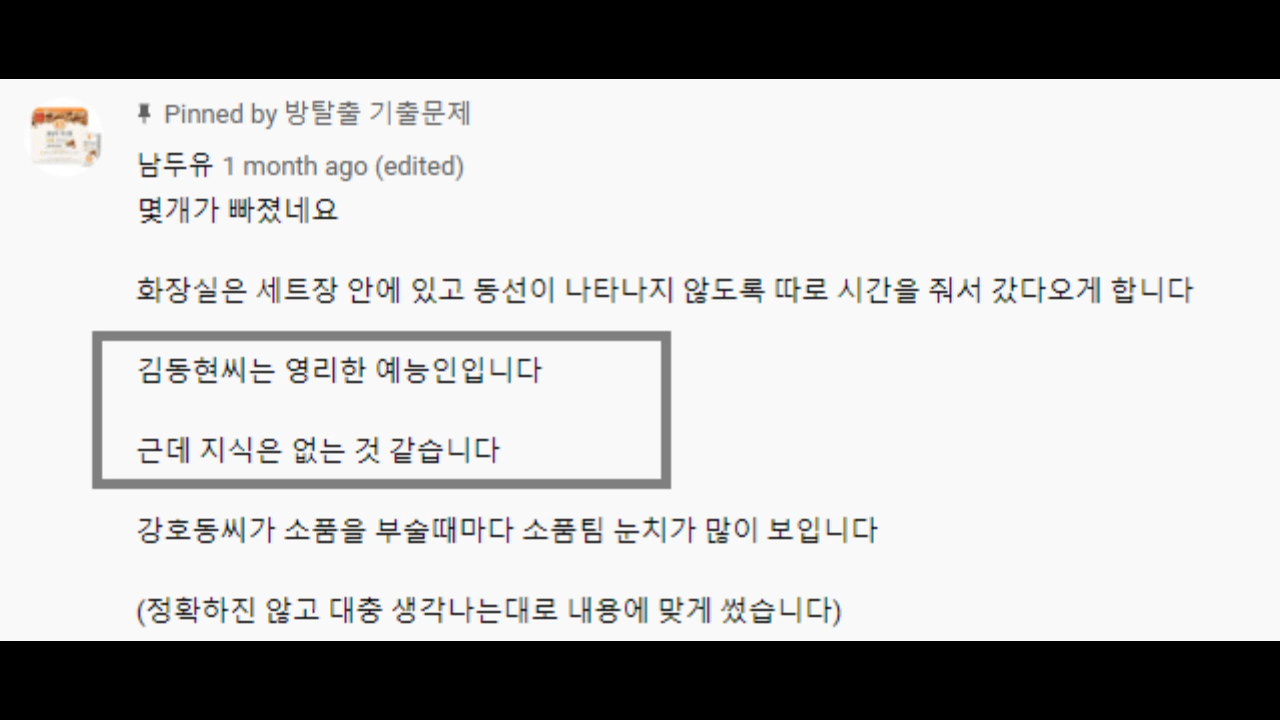 Pinned by 방탈출 기출문제
남두유 1 month ago (edited)
몇개가 빠졌네요
화장실은 세트장 안에 있고 동선이 나타나지 않도록 따로 시간을 줘서 갔다오게 합니다
김동현씨는 영리한 예능인입니다
근데 지식은 없는 것 같습니다
강호동씨가 소품을 부술때마다 소품팀 눈치가 많이 보입니다
(정확하진 않고 대충 생각나는대로 내용에 맞게 썼습니다)